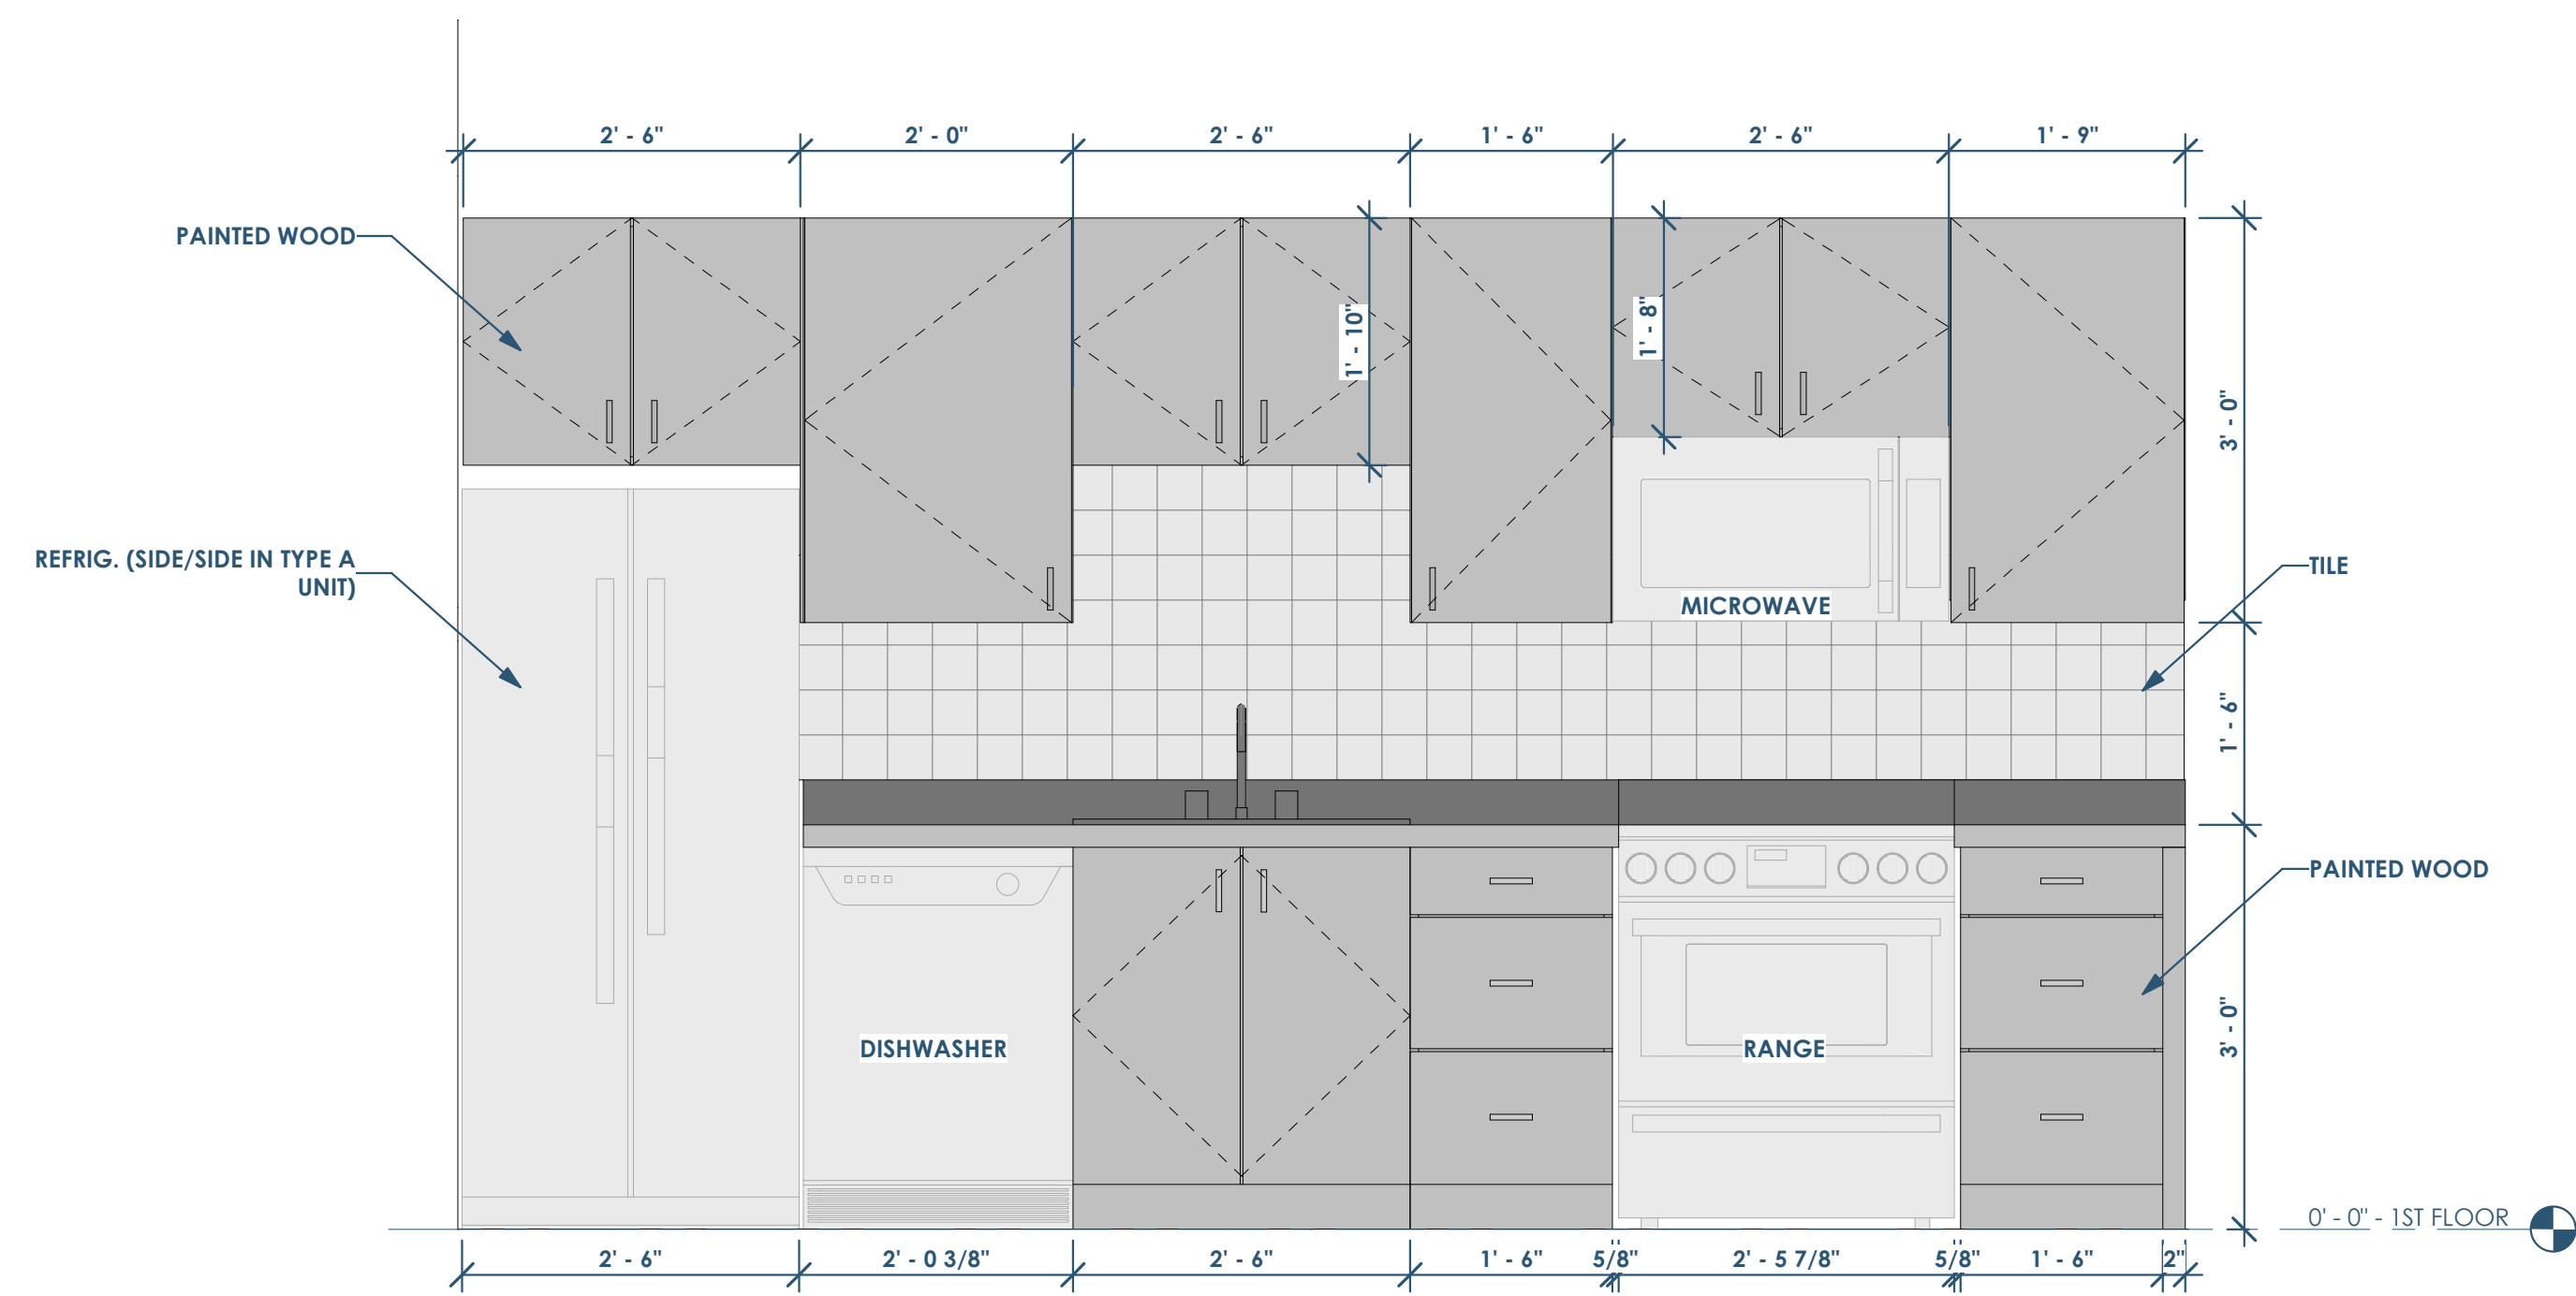 2' - 6" 2' - 0" 2' - 6" 1' - 6" 2' - 6" 1' - 9"
PAINTED WOOD
1' - 10"
1' - 8"
3' - 0"
REFRIG. (SIDE/SIDE IN TYPE A
UNIT)
TILE
MICROWAVE
1' - 6"
PAINTED WOOD
DISHWASHER
RANGE
3' - 0"
0' - 0" - 1ST FLOOR
2' - 6" 2' - 0 3/8" 2' - 6" 1' - 6" 5/8" 2' - 5 7/8" 5/8" 1' - 6" 2"